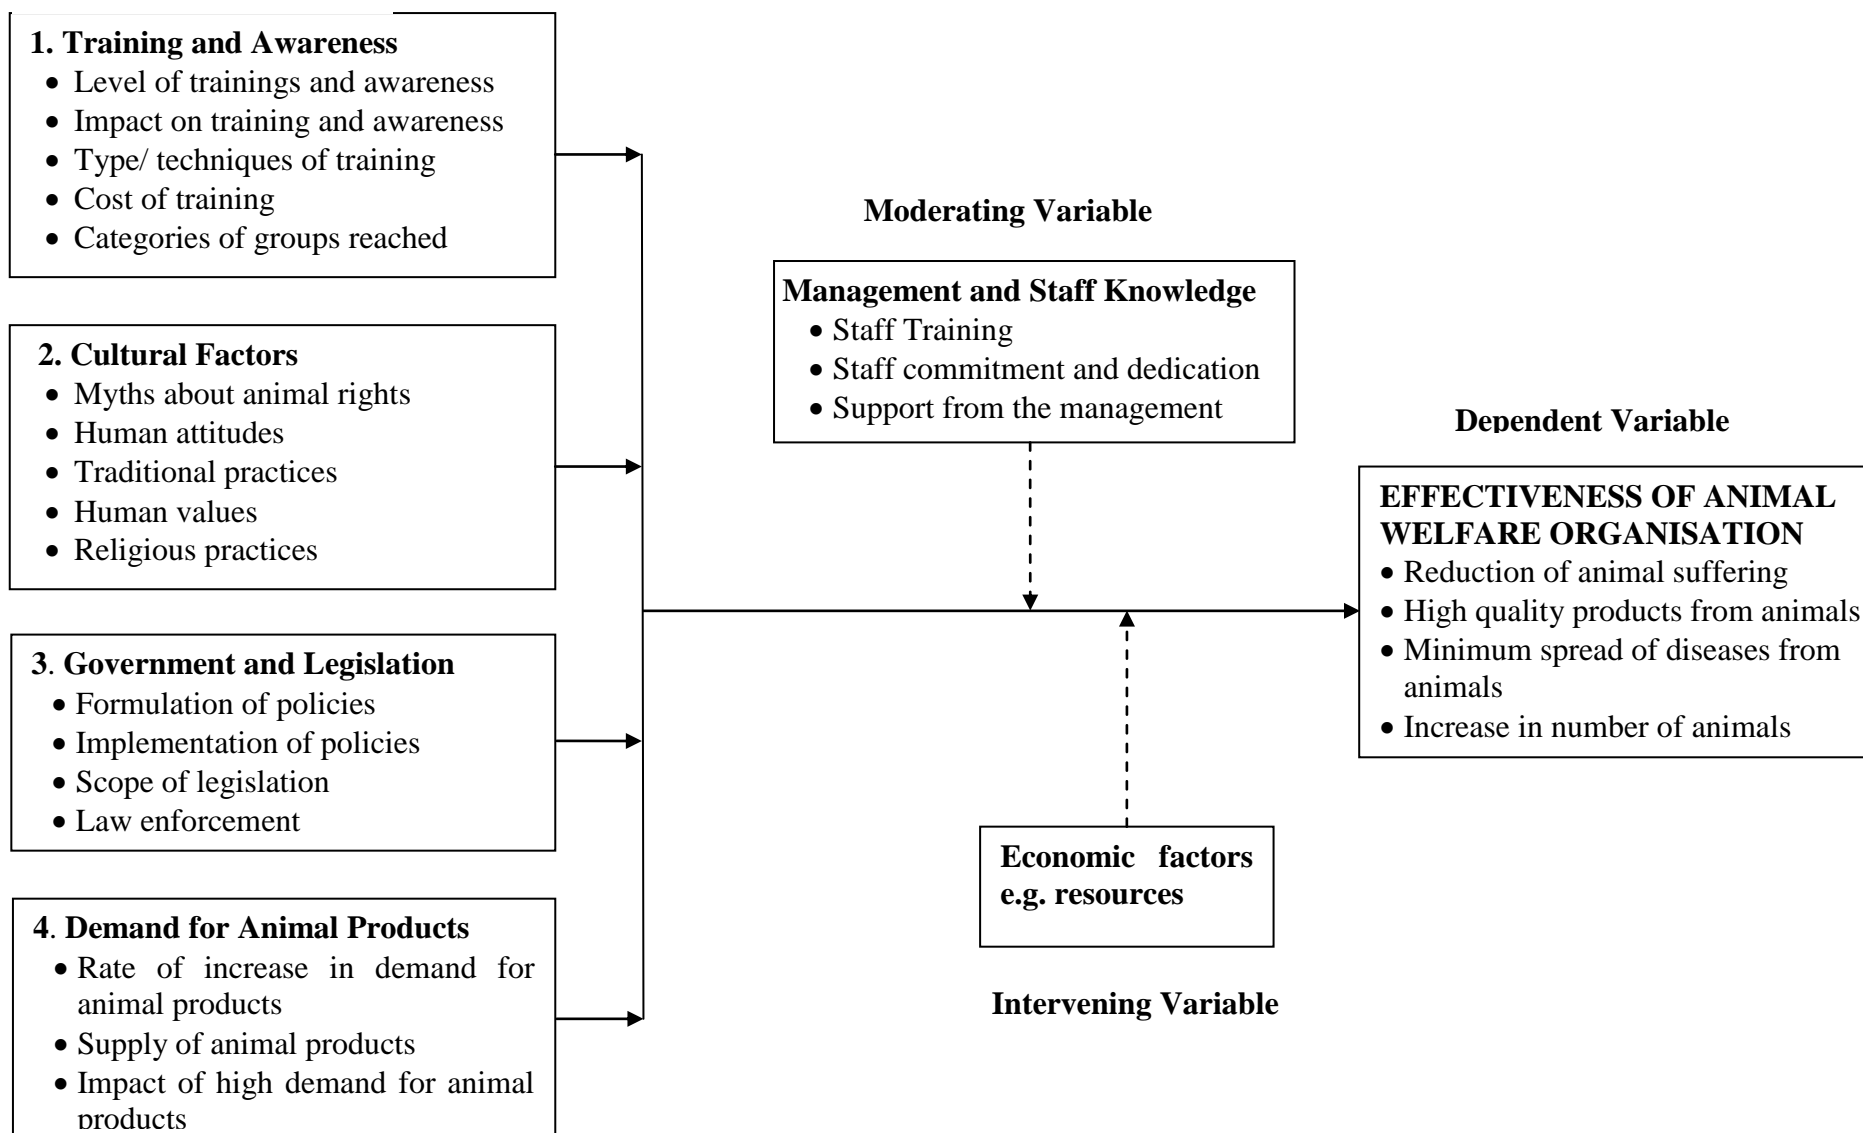 1. Training and Awareness
• Level of trainings and awareness
• Impact on training and awareness
• Type/ techniques of training
• Cost of training
• Categories of groups reached
2. Cultural Factors
• Myths about animal rights
• Human attitudes
• Traditional practices
• Human values
• Religious practices
3. Government and Legislation
• Formulation of policies
• Implementation of policies
• Scope of legislation
• Law enforcement
4. Demand for Animal Products
• Rate of increase in demand for
animal products
• Supply of animal products
• Impact of high demand for animal
products
Moderating Variable
Management and Staff Knowledge
• Staff Training
• Staff commitment and dedication
• Support from the management
Economic factors
e.g. resources
Intervening Variable
Dependent Variable
EFFECTIVENESS OF ANIMAL
WELFARE ORGANISATION
• Reduction of animal suffering
• High quality products from animals
• Minimum spread of diseases from
animals
• Increase in number of animals